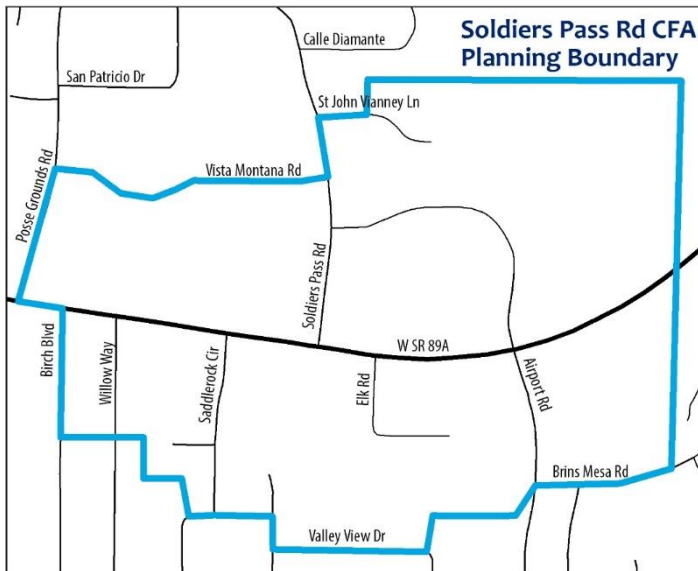 Soldiers Pass Rd CFA
Planning Boundary
Calle Diamante
San Patricio Dr
St John Vianney Ln
Vista Montana Rd
Posse Grounds Rd
Soldiers Pass Rd
W SR 89A
Birch Blvd
Willow Way
Saddlerock Cir
Elk Rd
Airport Rd
Brins Mesa Rd
Valley View Dr